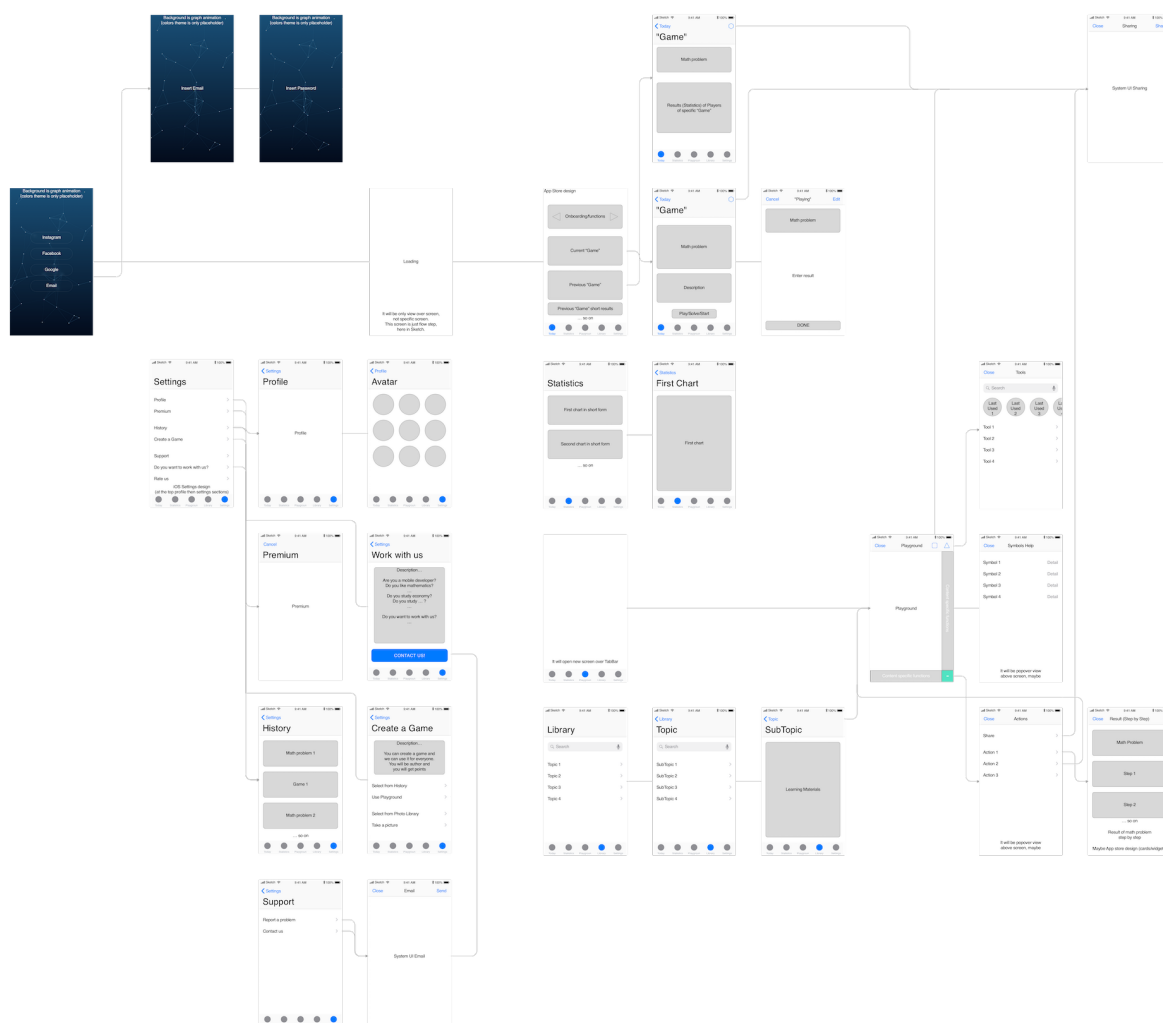 Background is graph animation
(colors theme is only placeholder)
Insert Email
Background is graph animation
(colors theme is only placeholder)
Insert Password
Today
"Game"
Math problem
Results (Statistics) of Players
of specific "Game"
Close
Sharing
System UI Sharing
Background is graph animation
(colors theme is only placeholder)
Instagram
Facebook
Google
Email
Loading
It will be only view over screen,
not specific screen.
This screen is just flow step,
here in Sketch.
App Store design
Onboarding/functions
Current "Game"
Previous "Game"
Previous "Game" short results
... so on
Today
"Game"
Math problem
Description
Play/Solve/Start
Cancel
"Playing"
Edit
Math problem
Enter result
DONE
Settings
Profile
Premium
History
Create a Game
Support
Do you want to work with us?
Rate us
iOS Settings design
(at the top profile then settings sections)
Settings
Profile
Profile
Profile
Avatar
Statistics
First chart in short form
Second chart in short form
... so on
Statistics
First Chart
First chart
Close
Tools
Search
Last
Used
1
Last
Used
2
Last
Used
3
Tool 1
Tool 2
Tool 3
Tool 4
Cancel
Premium
Premium
Settings
Work with us
Description...
Are you a mobile developer?
Do you like mathematics?
...
Do you study economy?
Do you study ... ?
...
Do you want to work with us?
...
CONTACT US!
It will open new screen over TabBar
Close
Playground
Playground
Close
Symbols Help
Symbol 1
Detail
Symbol 2
Detail
Symbol 3
Detail
Symbol 4
Detail
It will be popover view
above screen, maybe
Settings
History
Math problem 1
Game 1
Math problem 2
... so on
Settings
Create a Game
Description...
You can create a game and
we can use it for everyone.
You will be author and
you will get points
Select from History
Use Playground
Select from Photo Library
Take a picture
Library
Search
Topic 1
Topic 2
Topic 3
Topic 4
Library
Topic
Search
SubTopic 1
SubTopic 2
SubTopic 3
SubTopic 4
Topic
SubTopic
Learning Materials
Close
Actions
Share
Action 1
Action 2
Action 3
It will be popover view
above screen, maybe
Close
Result (Step by Step)
Math Problem
Step 1
Step 2
... so on
Result of math problem
step by step
Maybe App store design (cards/widget
Settings
Support
Report a problem
Contact us
Close
Email
Send
System UI Email